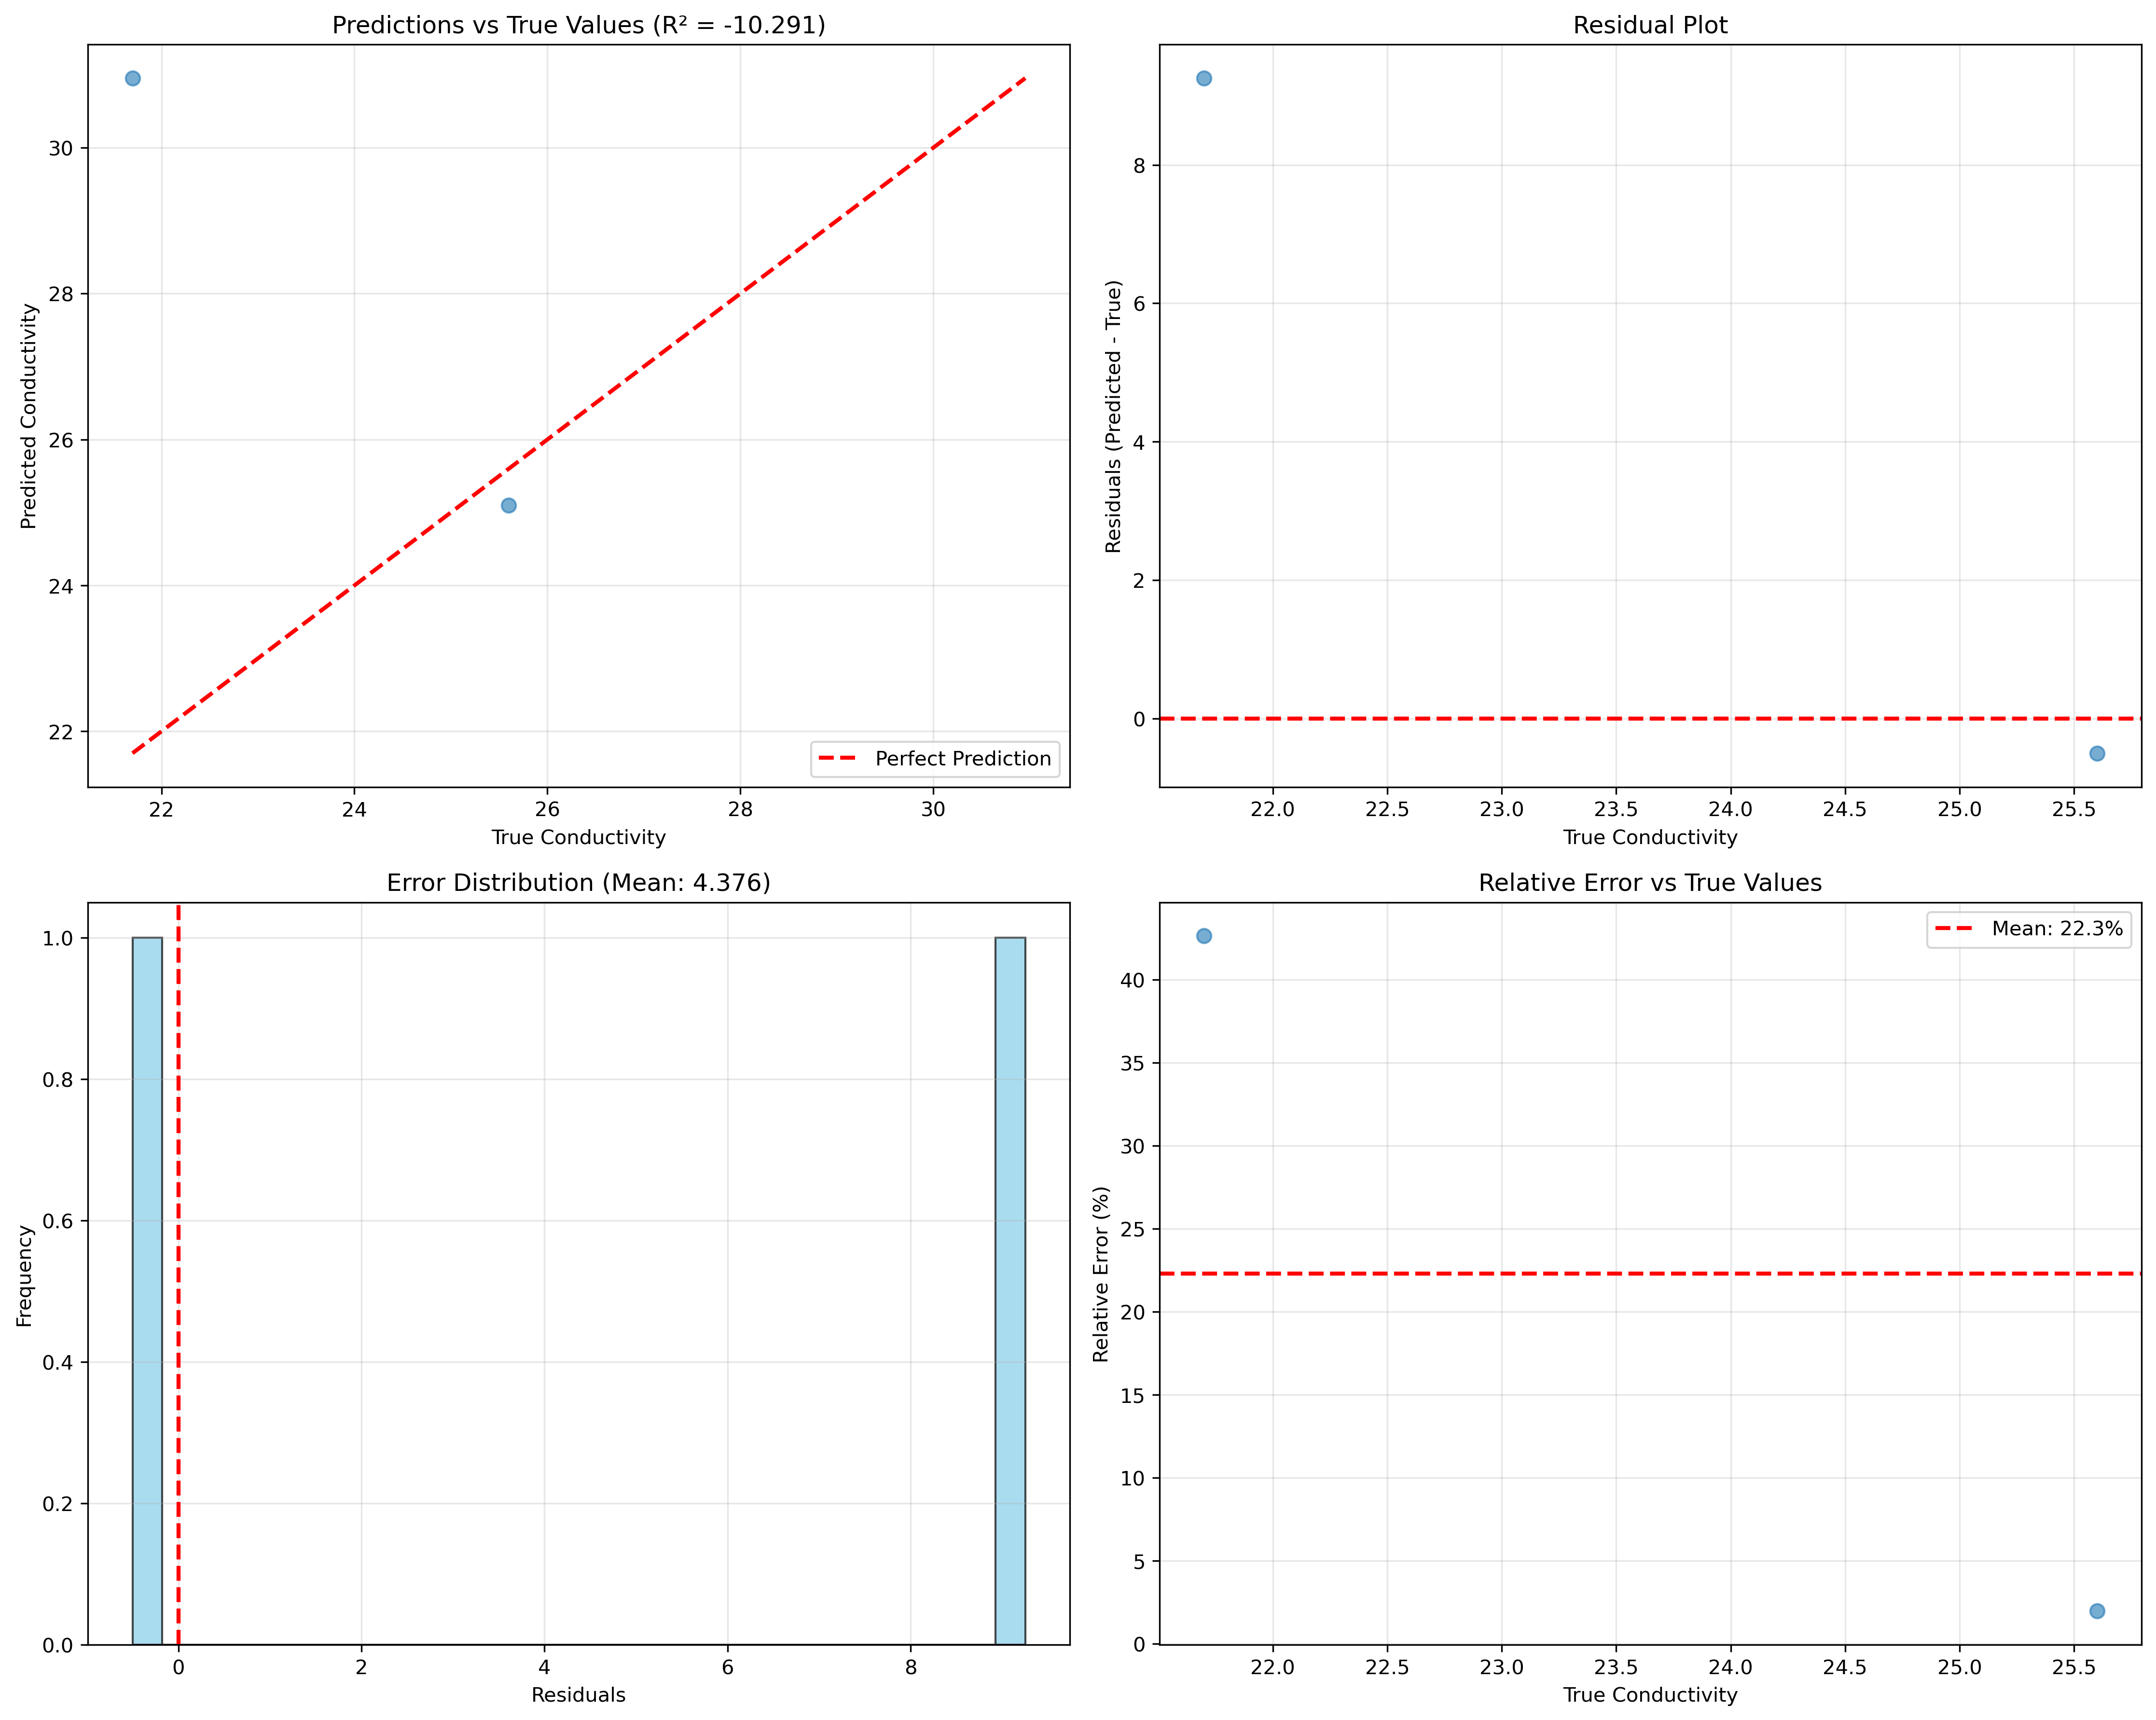 Predictions vs True Values (R² = -10.291)
Predicted Conductivity
30
28
26
24
22
Perfect Prediction
22 24 26 28 30
True Conductivity
Residual Plot
Residuals (Predicted - True)
8
6
4
2
0
22.0 22.5 23.0 23.5 24.0 24.5 25.0 25.5
True Conductivity
Error Distribution (Mean: 4.376)
Frequency
1.0
0.8
0.6
0.4
0.2
0.0
0 2 4 6 8
Residuals
Relative Error vs True Values
Mean: 22.3%
Relative Error (%)
40
35
30
25
20
15
10
5
0
22.0 22.5 23.0 23.5 24.0 24.5 25.0 25.5
True Conductivity